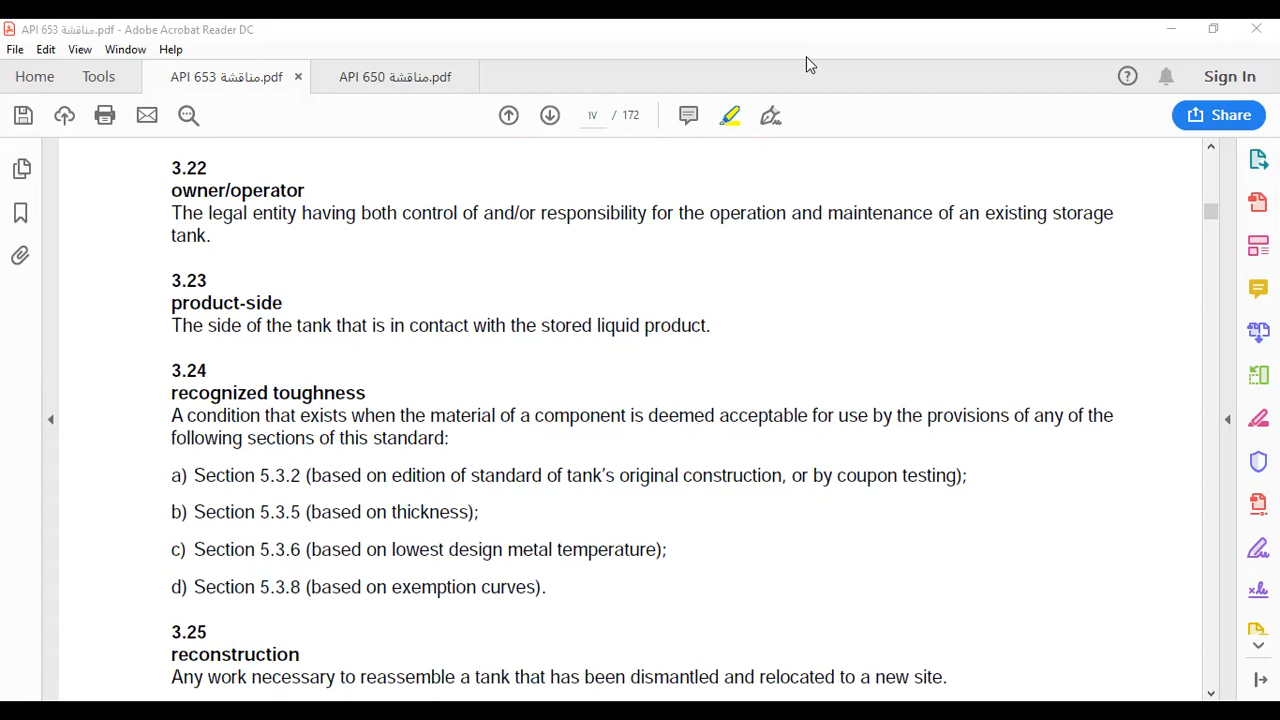 API 653 مناقشة.pdf - Adobe Acrobat Reader DC
File Edit View Window Help
Home Tools API 653 مناقشة.pdf × API 650 مناقشة.pdf Sign In
١٧ / 172 Share
3.22
owner/operator
The legal entity having both control of and/or responsibility for the operation and maintenance of an existing storage
tank.
3.23
product-side
The side of the tank that is in contact with the stored liquid product.
3.24
recognized toughness
A condition that exists when the material of a component is deemed acceptable for use by the provisions of any of the
following sections of this standard:
a) Section 5.3.2 (based on edition of standard of tank’s original construction, or by coupon testing);
b) Section 5.3.5 (based on thickness);
c) Section 5.3.6 (based on lowest design metal temperature);
d) Section 5.3.8 (based on exemption curves).
3.25
reconstruction
Any work necessary to reassemble a tank that has been dismantled and relocated to a new site.